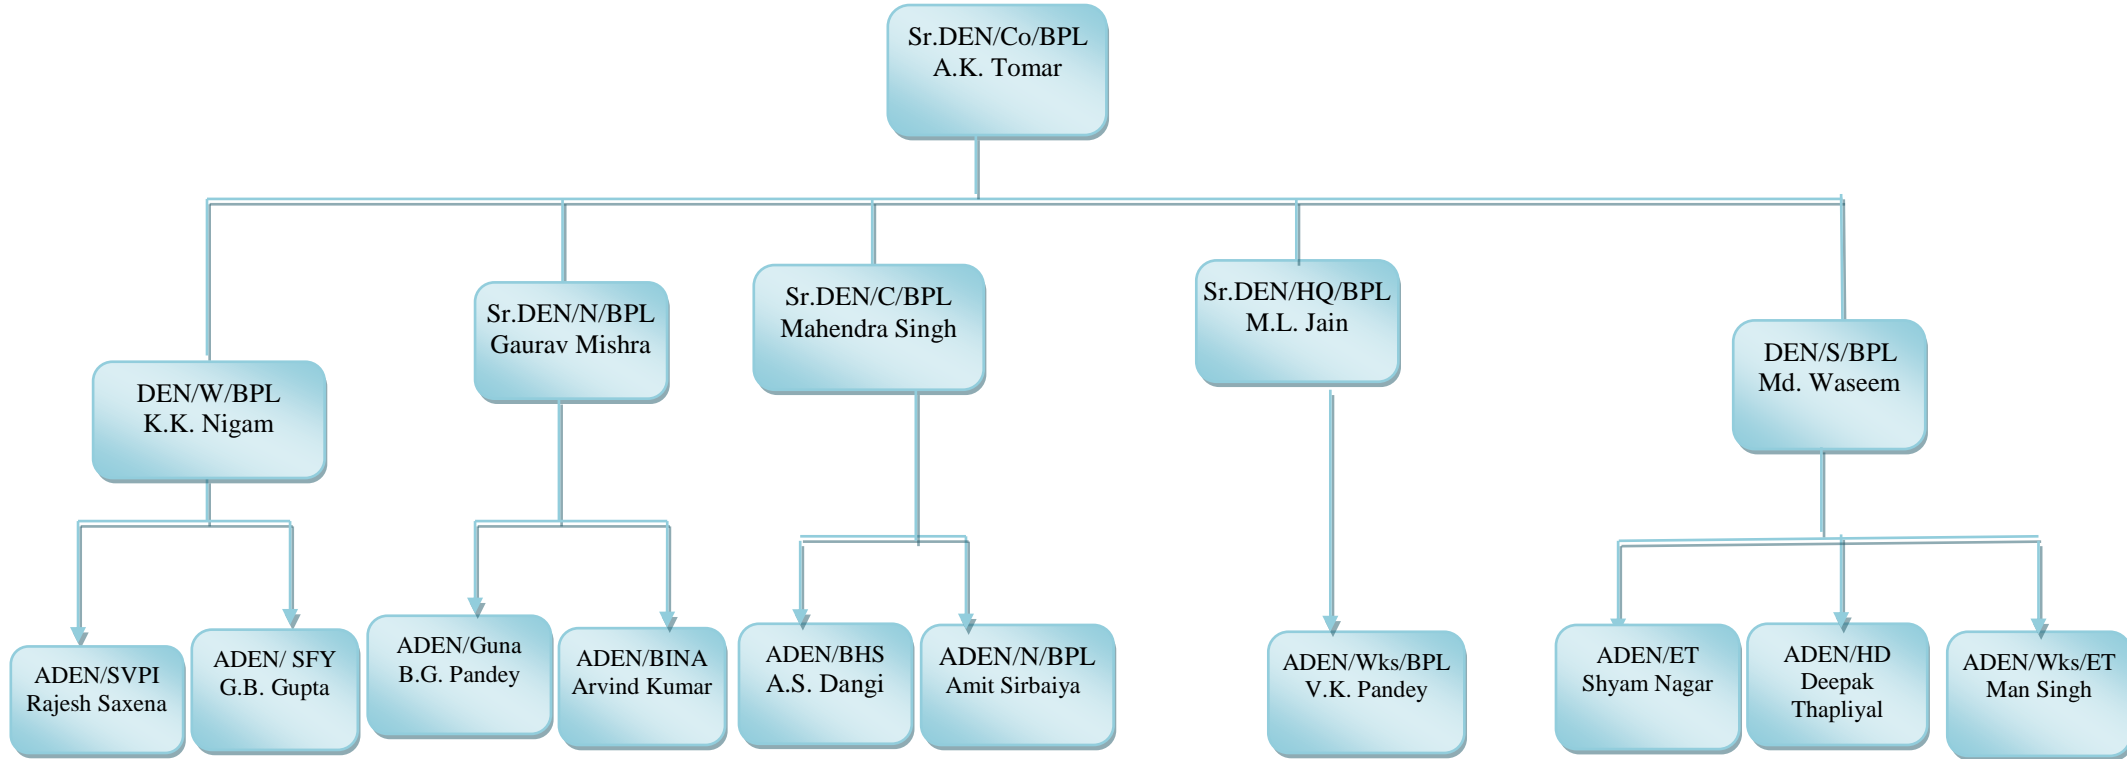 Sr.DEN/Co/BPL
A.K. Tomar
DEN/W/BPL
K.K. Nigam
Sr.DEN/N/BPL
Gaurav Mishra
Sr.DEN/C/BPL
Mahendra Singh
Sr.DEN/HQ/BPL
M.L. Jain
DEN/S/BPL
Md. Waseem
ADEN/SVPI
Rajesh Saxena
ADEN/ SFY
G.B. Gupta
ADEN/Guna
B.G. Pandey
ADEN/BINA
Arvind Kumar
ADEN/BHS
A.S. Dangi
ADEN/N/BPL
Amit Sirbaiya
ADEN/Wks/BPL
V.K. Pandey
ADEN/ET
Shyam Nagar
ADEN/HD
Deepak
Thapliyal
ADEN/Wks/ET
Man Singh